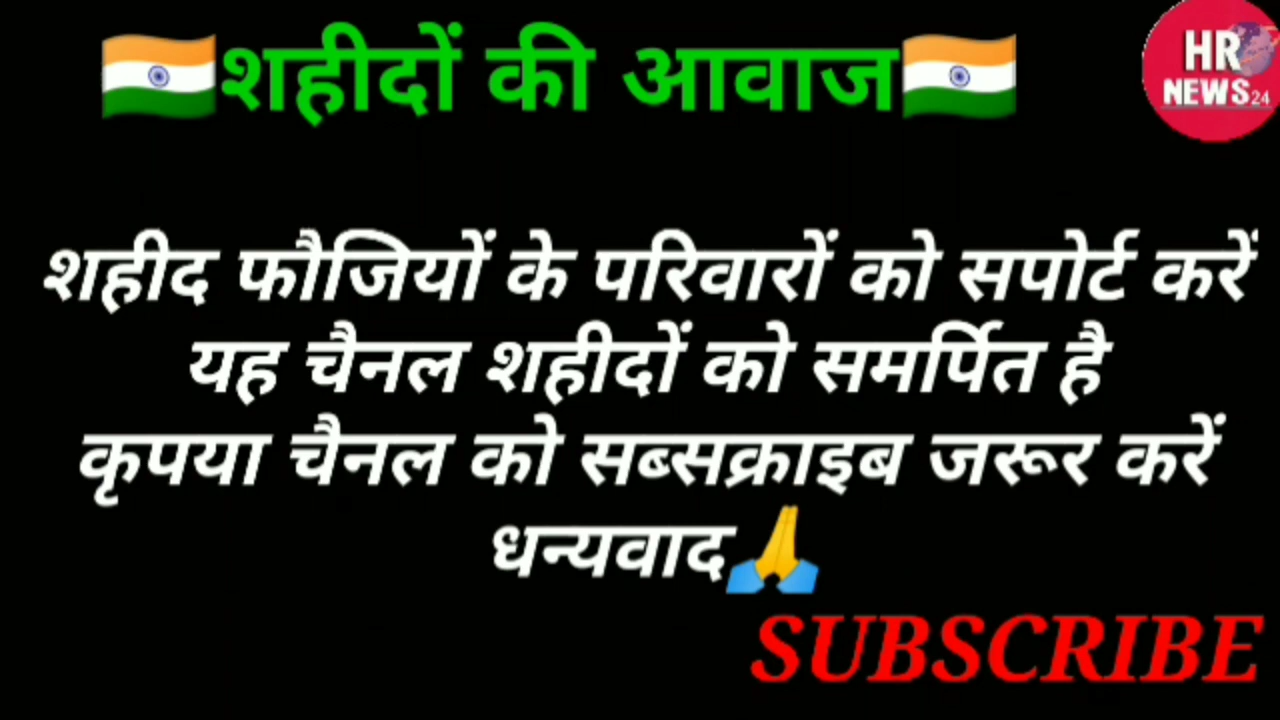 🇮🇳शहीदों की आवाज🇮🇳
HR
NEWS24
शहीद फौजियों के परिवारों को सपोर्ट करें
यह चैनल शहीदों को समर्पित है
कृपया चैनल को सब्सक्राइब जरूर करें
धन्यवाद🙏
SUBSCRIBE